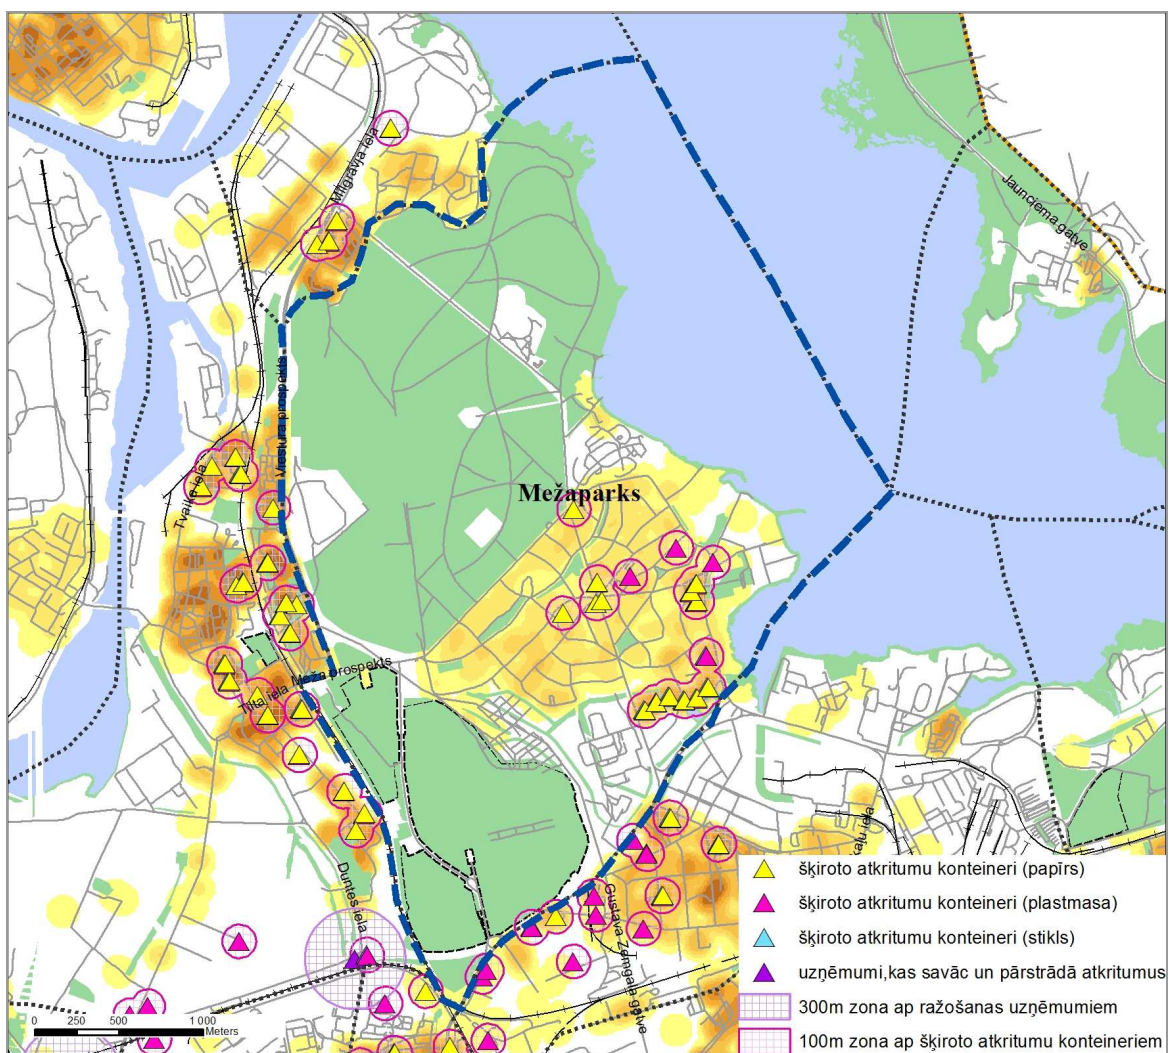 Mīlgrāvja iela
Jaunciema gatve
Viestura prospekts
Tvaika iela
Mežaparks
Tilta iela
Meža prospekts
Duntes iela
Gustava Zemgala gatve
šķiroto atkritumu konteineri (papīrs)
šķiroto atkritumu konteineri (plastmasa)
šķiroto atkritumu konteineri (stikls)
uzņēmumi,kas savāc un pārstrādā atkritumus
300m zona ap ražošanas uzņēmumiem
100m zona ap šķiroto atkritumu konteineriem
0 250 500 1 000
Meters